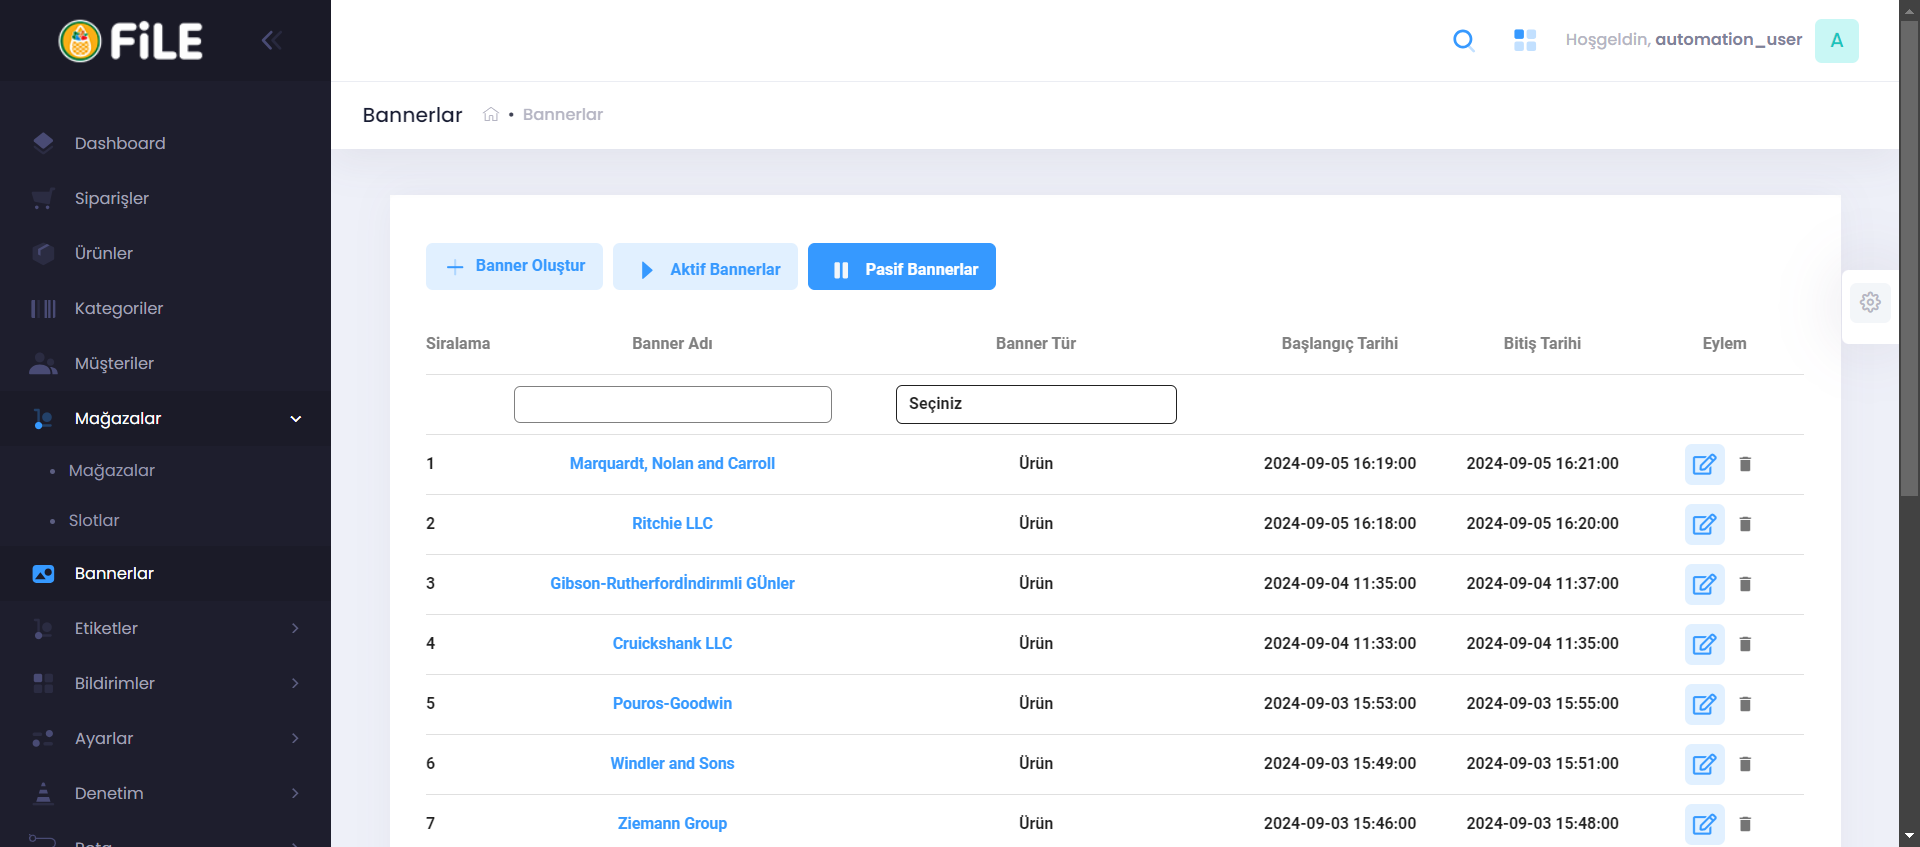 FiLE
Hoşgeldin, automation_user
A
Bannerlar
• Bannerlar
Dashboard
Siparişler
Ürünler
Kategoriler
Müşteriler
Mağazalar
• Mağazalar
• Slotlar
Bannerlar
Etiketler
Bildirimler
Ayarlar
Denetim
Banner Oluştur
Aktif Bannerlar
Pasif Bannerlar
Siralama Banner Adı Banner Tür Başlangıç Tarihi Bitiş Tarihi Eylem
Seçiniz
1 Marquardt, Nolan and Carroll Ürün 2024-09-05 16:19:00 2024-09-05 16:21:00
2 Ritchie LLC Ürün 2024-09-05 16:18:00 2024-09-05 16:20:00
3 Gibson-Rutherfordİndirımli GÜnler Ürün 2024-09-04 11:35:00 2024-09-04 11:37:00
4 Cruickshank LLC Ürün 2024-09-04 11:33:00 2024-09-04 11:35:00
5 Pouros-Goodwin Ürün 2024-09-03 15:53:00 2024-09-03 15:55:00
6 Windler and Sons Ürün 2024-09-03 15:49:00 2024-09-03 15:51:00
7 Ziemann Group Ürün 2024-09-03 15:46:00 2024-09-03 15:48:00